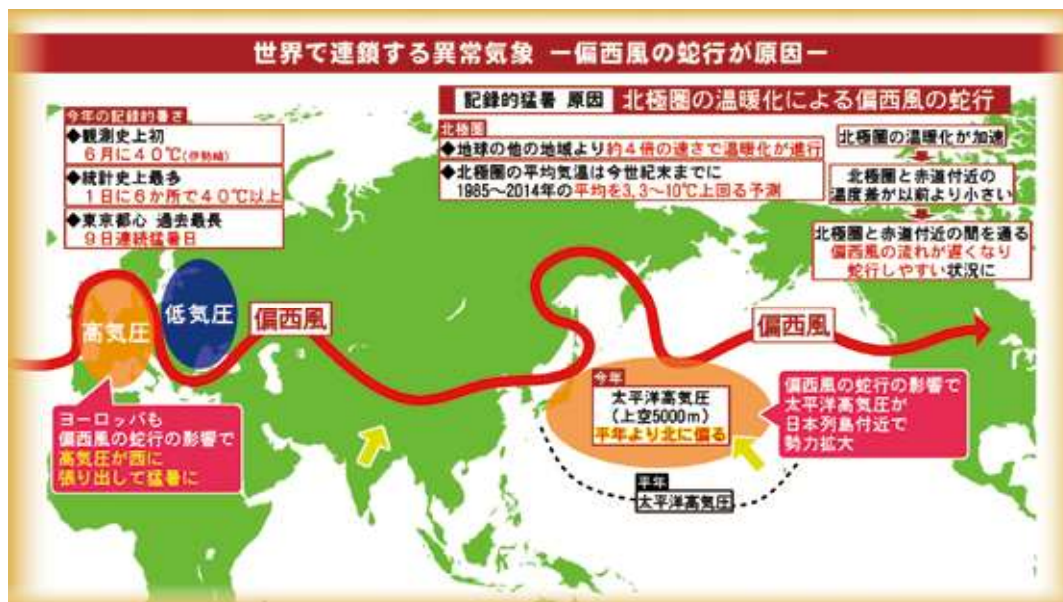 世界で連鎖する異常気象 ー偏西風の蛇行が原因ー
今年の記録的暑さ
◆観測史上初
6月に40℃(伊勢崎)
◆統計史上最多
1日に6か所で40℃以上
◆東京都心 過去最長
9日連続猛暑日
記録的猛暑 原因 北極圏の温暖化による偏西風の蛇行
北極圏
◆地球の他の地域より約4倍の速さで温暖化が進行
◆北極圏の平均気温は今世紀末までに
1985〜2014年の平均を3,3〜10℃上回る予測
北極圏の温暖化が加速
北極圏と赤道付近の
温度差が以前より小さい
北極圏と赤道付近の間を通る
偏西風の流れが遅くなり
蛇行しやすい状況に
高気圧
低気圧
偏西風
偏西風
ヨーロッパも
偏西風の蛇行の影響で
高気圧が西に
張り出して猛暑に
今年
太平洋高気圧
(上空5000m)
平年より北に偏る
偏西風の蛇行の影響で
太平洋高気圧が
日本列島付近で
勢力拡大
平年
太平洋高気圧